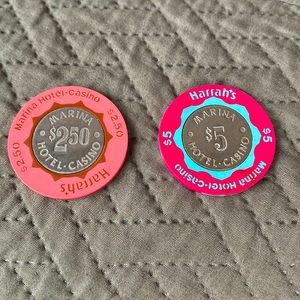 Marina Hotel-Casino
$2.50
Harrah's
$2.50
MARINA
$2.50
HOTEL-CASINO
Harrah's
$5
Marina Hotel-Casino
$5
MARINA
$5
HOTEL-CASINO